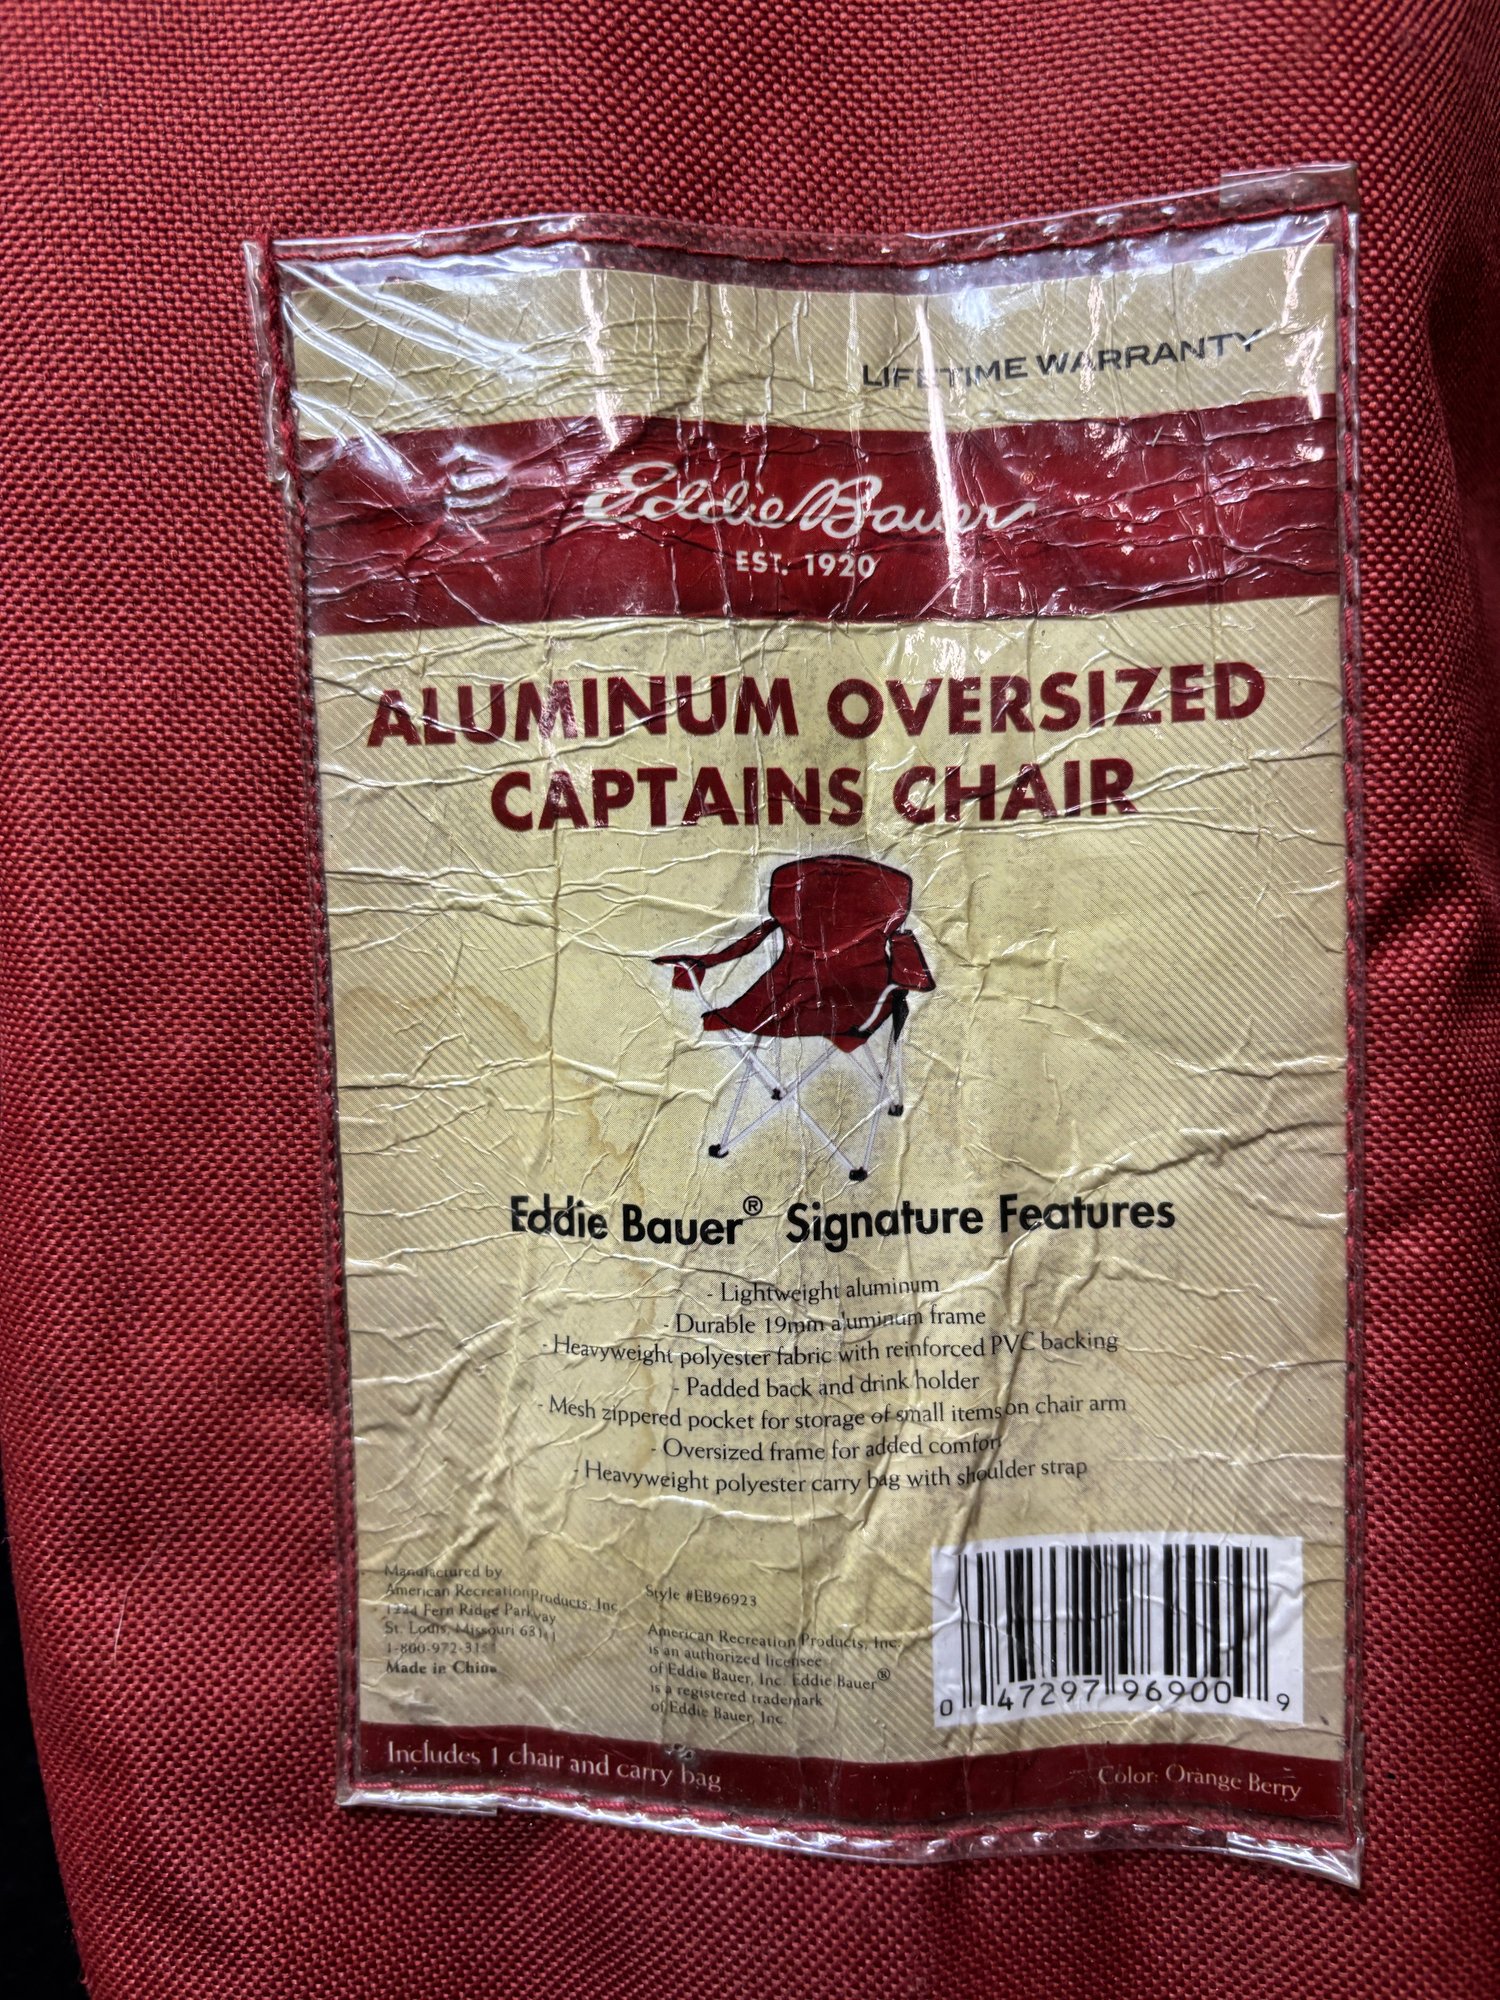 LIFETIME WARRANTY
Eddie Bauer
EST. 1920
ALUMINUM OVERSIZED
CAPTAINS CHAIR
Eddie Bauer® Signature Features
- Lightweight aluminum
- Durable 19mm aluminum frame
- Heavyweight polyester fabric with reinforced PVC backing
- Padded back and drink holder
- Mesh zippered pocket for storage of small items on chair arm
- Oversized frame for added comfort
- Heavyweight polyester carry bag with shoulder strap
Manufactured by
American Recreation Products, Inc.
1224 Fern Ridge Parkway
St. Louis, Missouri 63141
1-800-972-
Made in China
Style #EB96923
American Recreation Products, Inc.
is an authorized licensee
of Eddie Bauer, Inc. Eddie Bauer®
is a registered trademark
of Eddie Bauer, Inc.
0 47297 96900 9
Includes 1 chair and carry bag
Color: Orange Berry